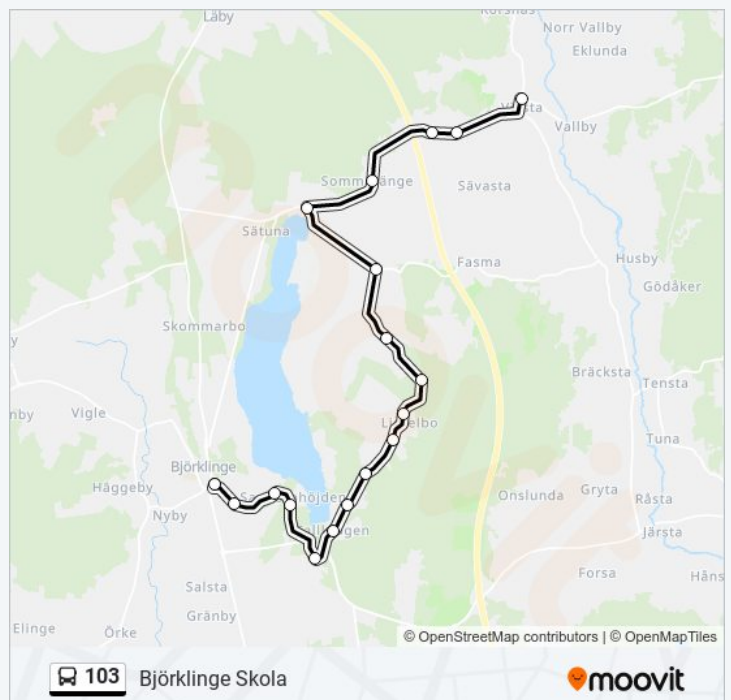 Läby
Norr Vallby
Eklunda
Vallby
Sävasta
Sätuna
Fasma
Husby
Gödåker
Skommarbo
Bräcksta
Tensta
Vigle
Tuna
Björklinge
Häggeby
Onslunda
Gryta
Råsta
Nyby
Järsta
Forsa
Salsta
Gränby
Elinge
Örke
© OpenStreetMap contributors | © OpenMapTiles
103 Björklinge Skola
moovit